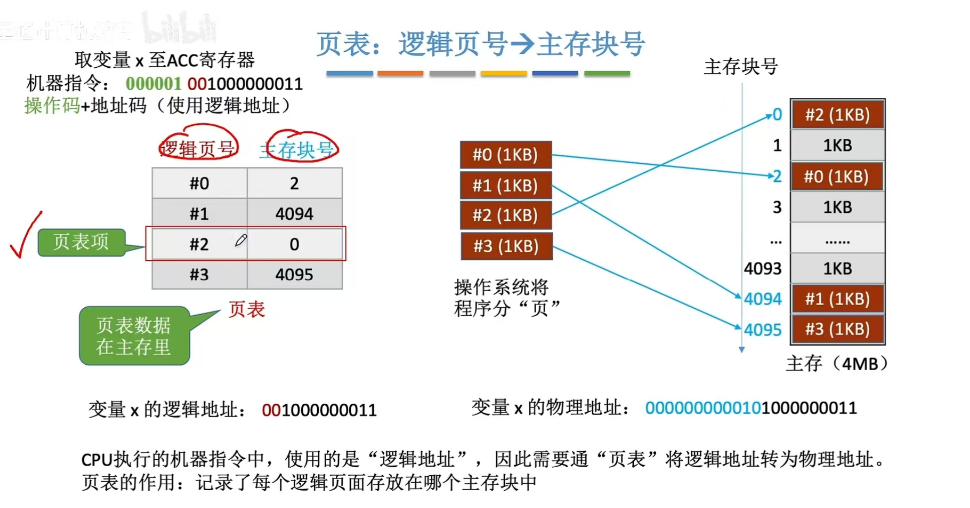 bilibili
页表：逻辑页号→主存块号
取变量 x 至ACC寄存器
机器指令：000001 001000000011
操作码+地址码（使用逻辑地址）
逻辑页号 主存块号
#0 2
#1 4094
#2 0
#3 4095
页表项
页表
页表数据
在主存里
#0 (1KB)
#1 (1KB)
#2 (1KB)
#3 (1KB)
操作系统将
程序分“页”
主存块号
0 #2 (1KB)
1 1KB
2 #0 (1KB)
3 1KB
... ......
4093 1KB
4094 #1 (1KB)
4095 #3 (1KB)
主存（4MB）
变量 x 的逻辑地址：001000000011
变量 x 的物理地址：0000000000101000000011
CPU执行的机器指令中，使用的是“逻辑地址”，因此需要通“页表”将逻辑地址转为物理地址。
页表的作用：记录了每个逻辑页面存放在哪个主存块中